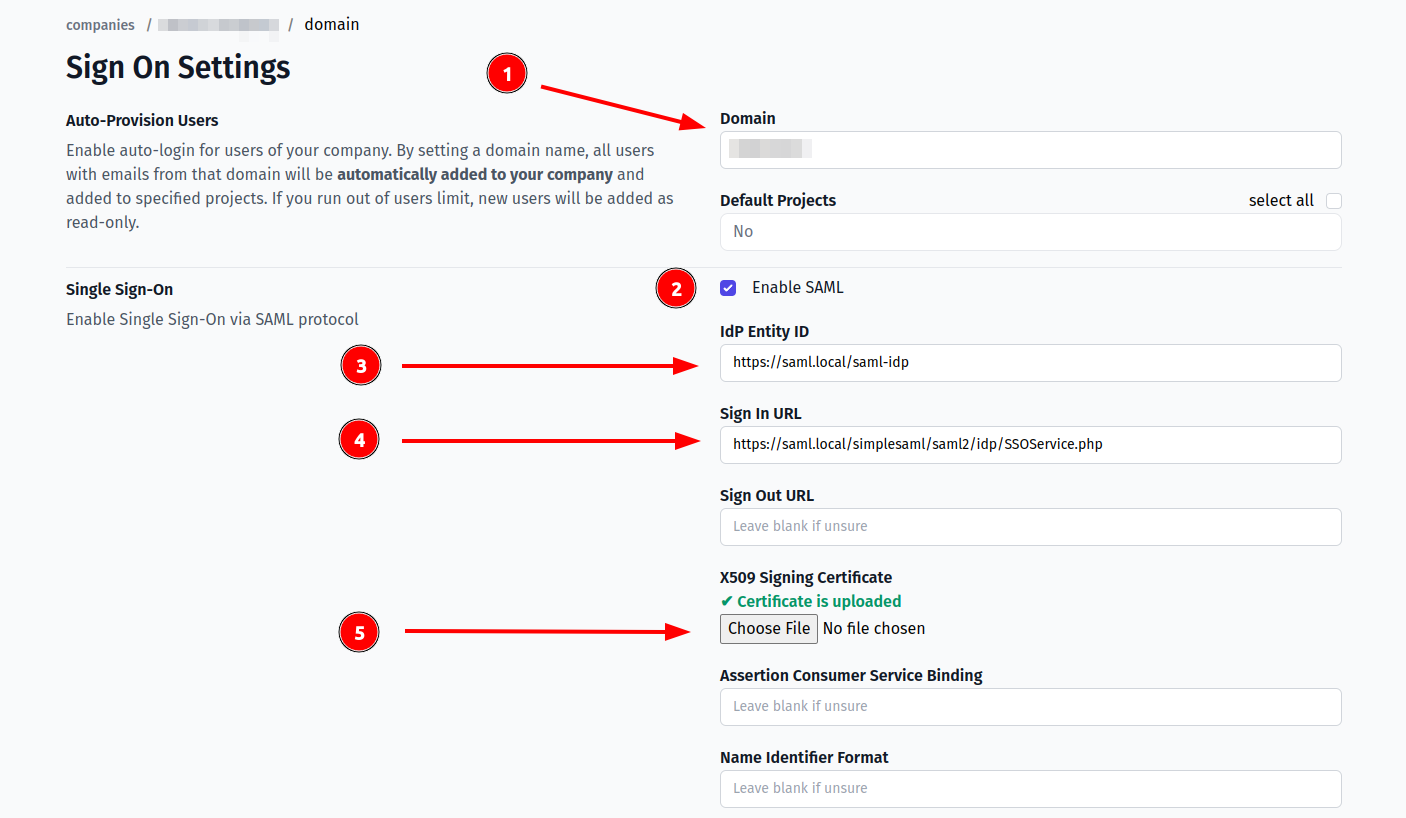 companies / / domain
Sign On Settings
1
Auto-Provision Users
Enable auto-login for users of your company. By setting a domain name, all users
with emails from that domain will be automatically added to your company and
added to specified projects. If you run out of users limit, new users will be added as
read-only.
Domain
Default Projects
select all
No
Single Sign-On
Enable Single Sign-On via SAML protocol
2
Enable SAML
IdP Entity ID
3
https://saml.local/saml-idp
Sign In URL
4
https://saml.local/simplesaml/saml2/idp/SSOService.php
Sign Out URL
Leave blank if unsure
X509 Signing Certificate
✔ Certificate is uploaded
5
Choose File No file chosen
Assertion Consumer Service Binding
Leave blank if unsure
Name Identifier Format
Leave blank if unsure